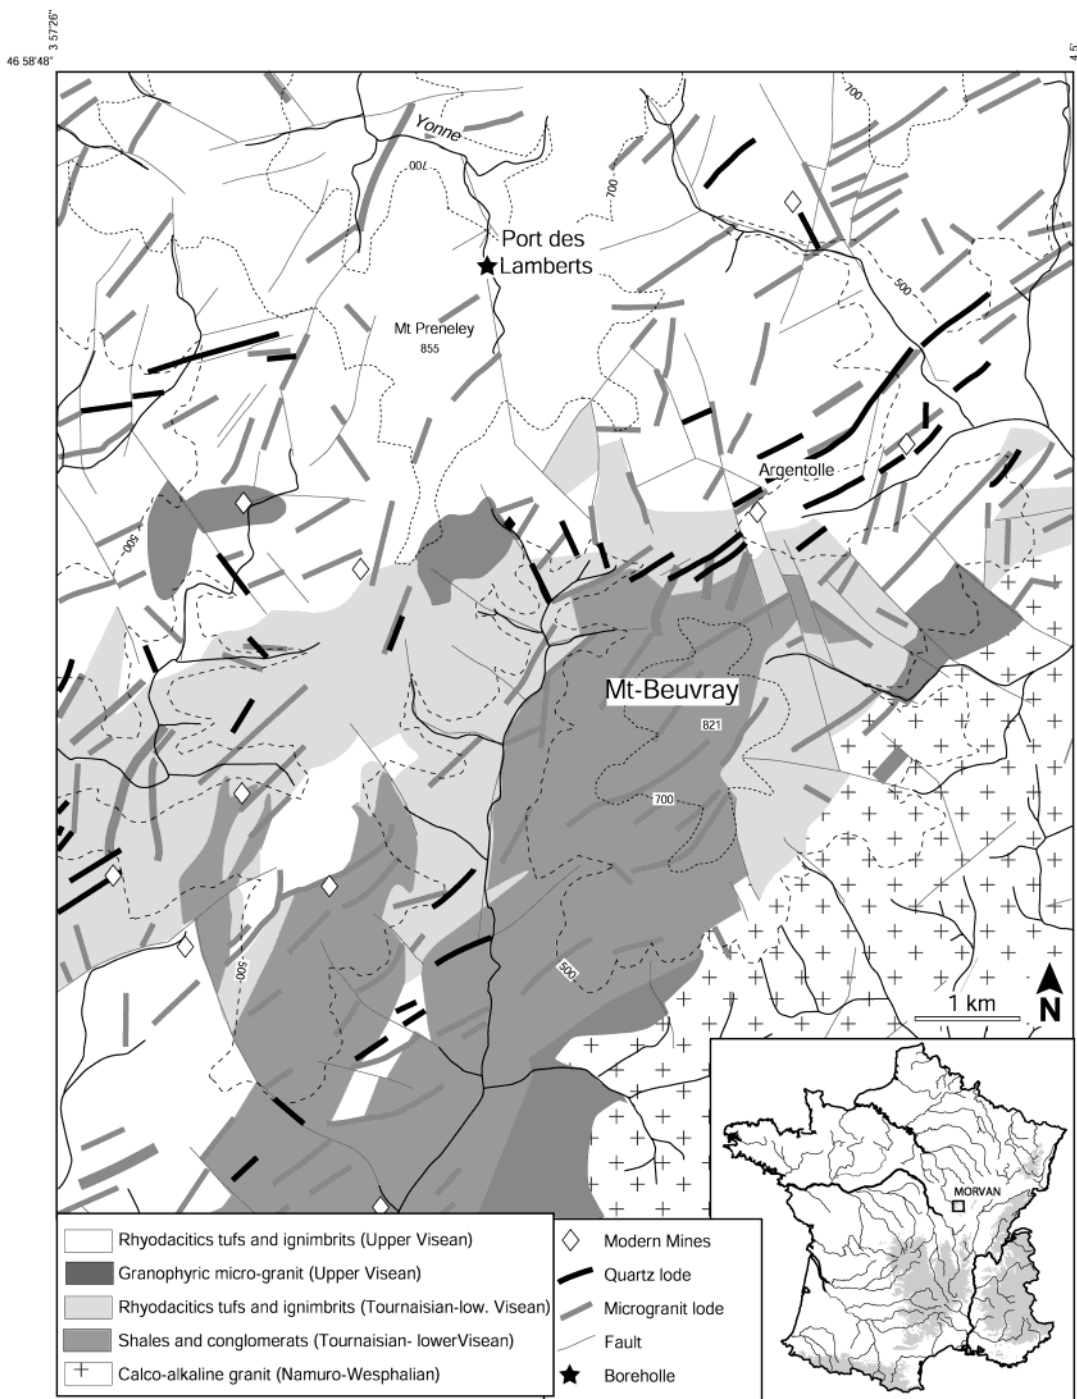 3 57'26"
4 5'
46 58'48"
700
Yonne
700
700
Port des
Lamberts
500
Mt Preneley
855
Argentolle
500
Mt-Beuvray
821
700
500
500
1 km
N
MORVAN
Rhyodacitics tufs and ignimbrits (Upper Visean)
Granophyric micro-granit (Upper Visean)
Rhyodacitics tufs and ignimbrits (Tournaisian-low. Visean)
Shales and conglomerats (Tournaisian- lowerVisean)
Calco-alkaline granit (Namuro-Wesphalian)
Modern Mines
Quartz lode
Microgranit lode
Fault
Boreholle